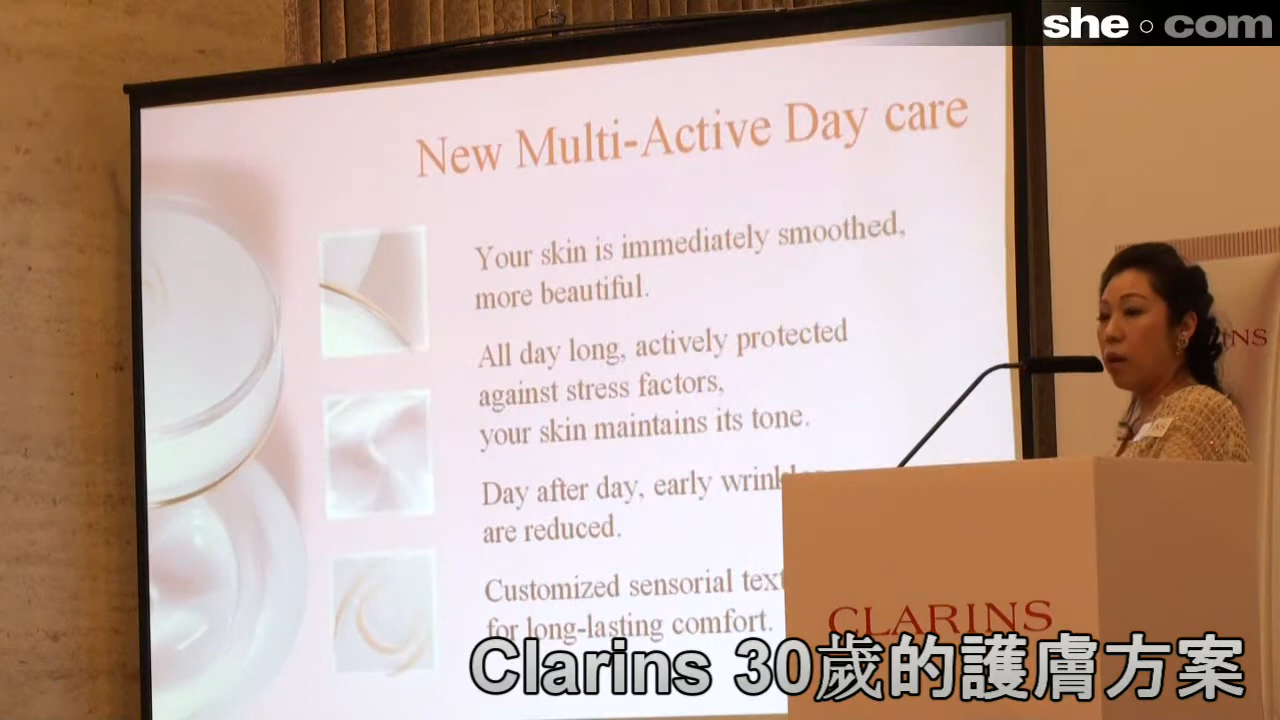 she.com
New Multi-Active Day care
Your skin is immediately smoothed,
more beautiful.
All day long, actively protected
against stress factors,
your skin maintains its tone.
Day after day, early
are reduced.
Customized sensorial
for long-lasting comfort.
CLARINS
Clarins 30歲的護膚方案